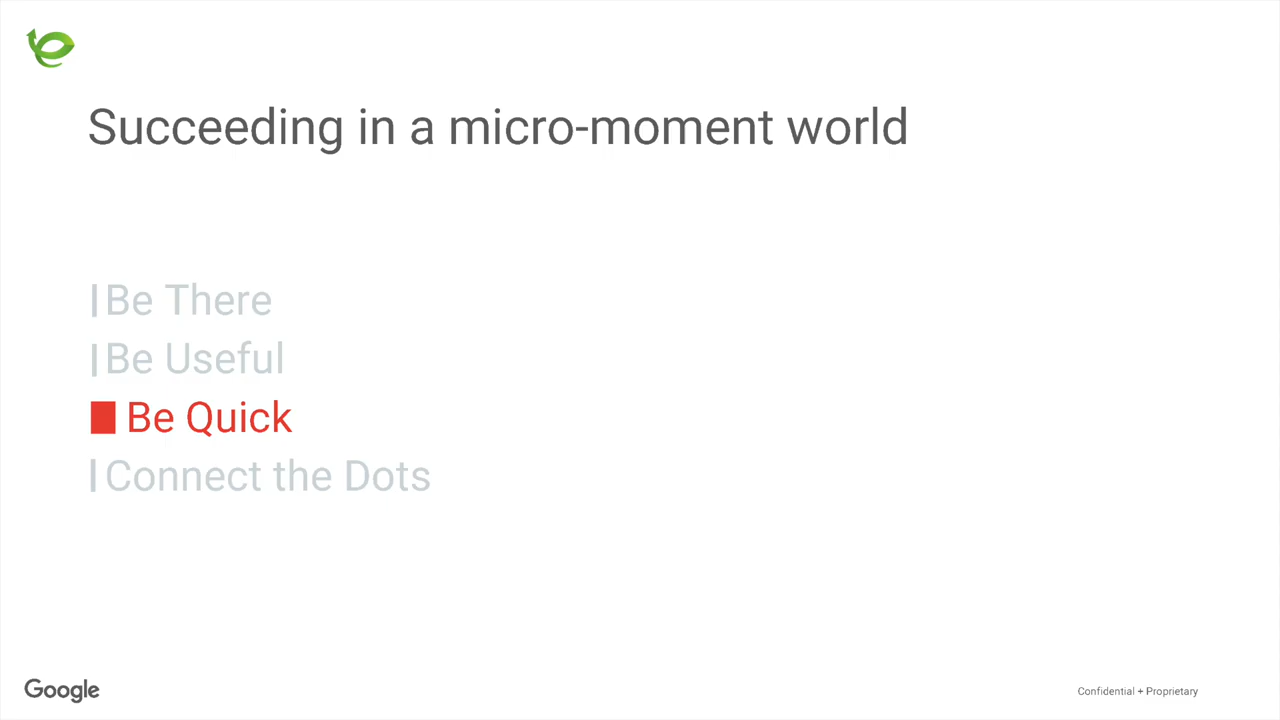 Succeeding in a micro-moment world
Be There
Be Useful
Be Quick
Connect the Dots
Google
Confidential + Proprietary